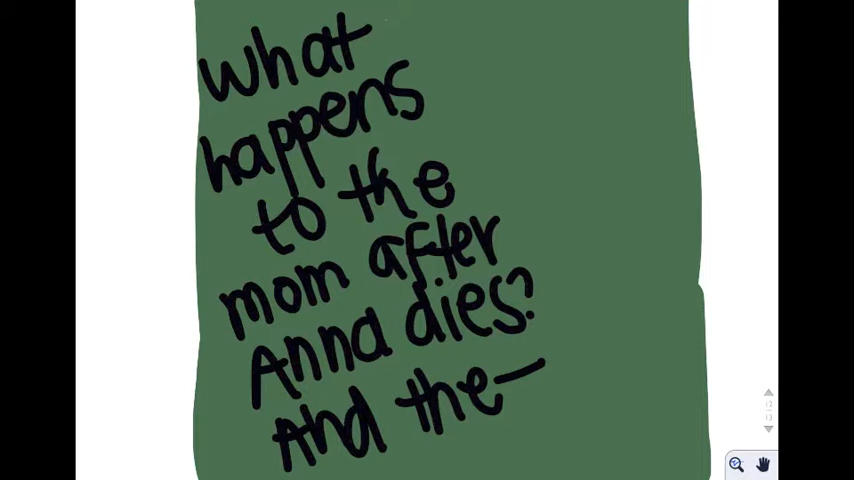 What
happens
to the
mom after
Anna dies?
And the—